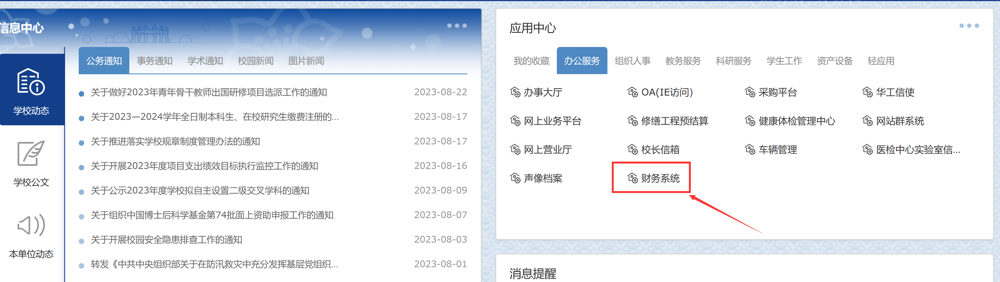 信息中心
公务通知 事务通知 学术通知 校园新闻 图片新闻
学校动态
学校公文
本单位动态
关于做好2023年青年骨干教师出国研修项目选派工作的通知 2023-08-22
关于2023—2024学年全日制本科生、在校研究生缴费注册的... 2023-08-17
关于推进落实学校规章制度管理办法的通知 2023-08-17
关于开展2023年度项目支出绩效目标执行监控工作的通知 2023-08-16
关于公示2023年度学校拟自主设置二级交叉学科的通知 2023-08-09
关于组织中国博士后科学基金第74批面上资助申报工作的通知 2023-08-07
关于开展校园安全隐患排查工作的通知 2023-08-03
转发《中共中央组织部关于在防汛救灾中充分发挥基层党组织... 2023-08-01
应用中心
我的收藏 办公服务 组织人事 教务服务 科研服务 学生工作 资产设备 轻应用
办事大厅 OA(IE访问) 采购平台 华工信使
网上业务平台 修缮工程预结算 健康体检管理中心 网站群系统
网上营业厅 校长信箱 车辆管理 医检中心实验室信...
声像档案 财务系统
消息提醒